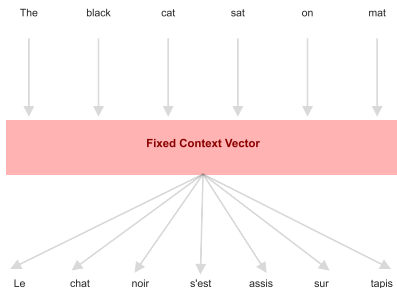 The black cat sat on mat
Fixed Context Vector
Le chat noir s'est assis sur tapis